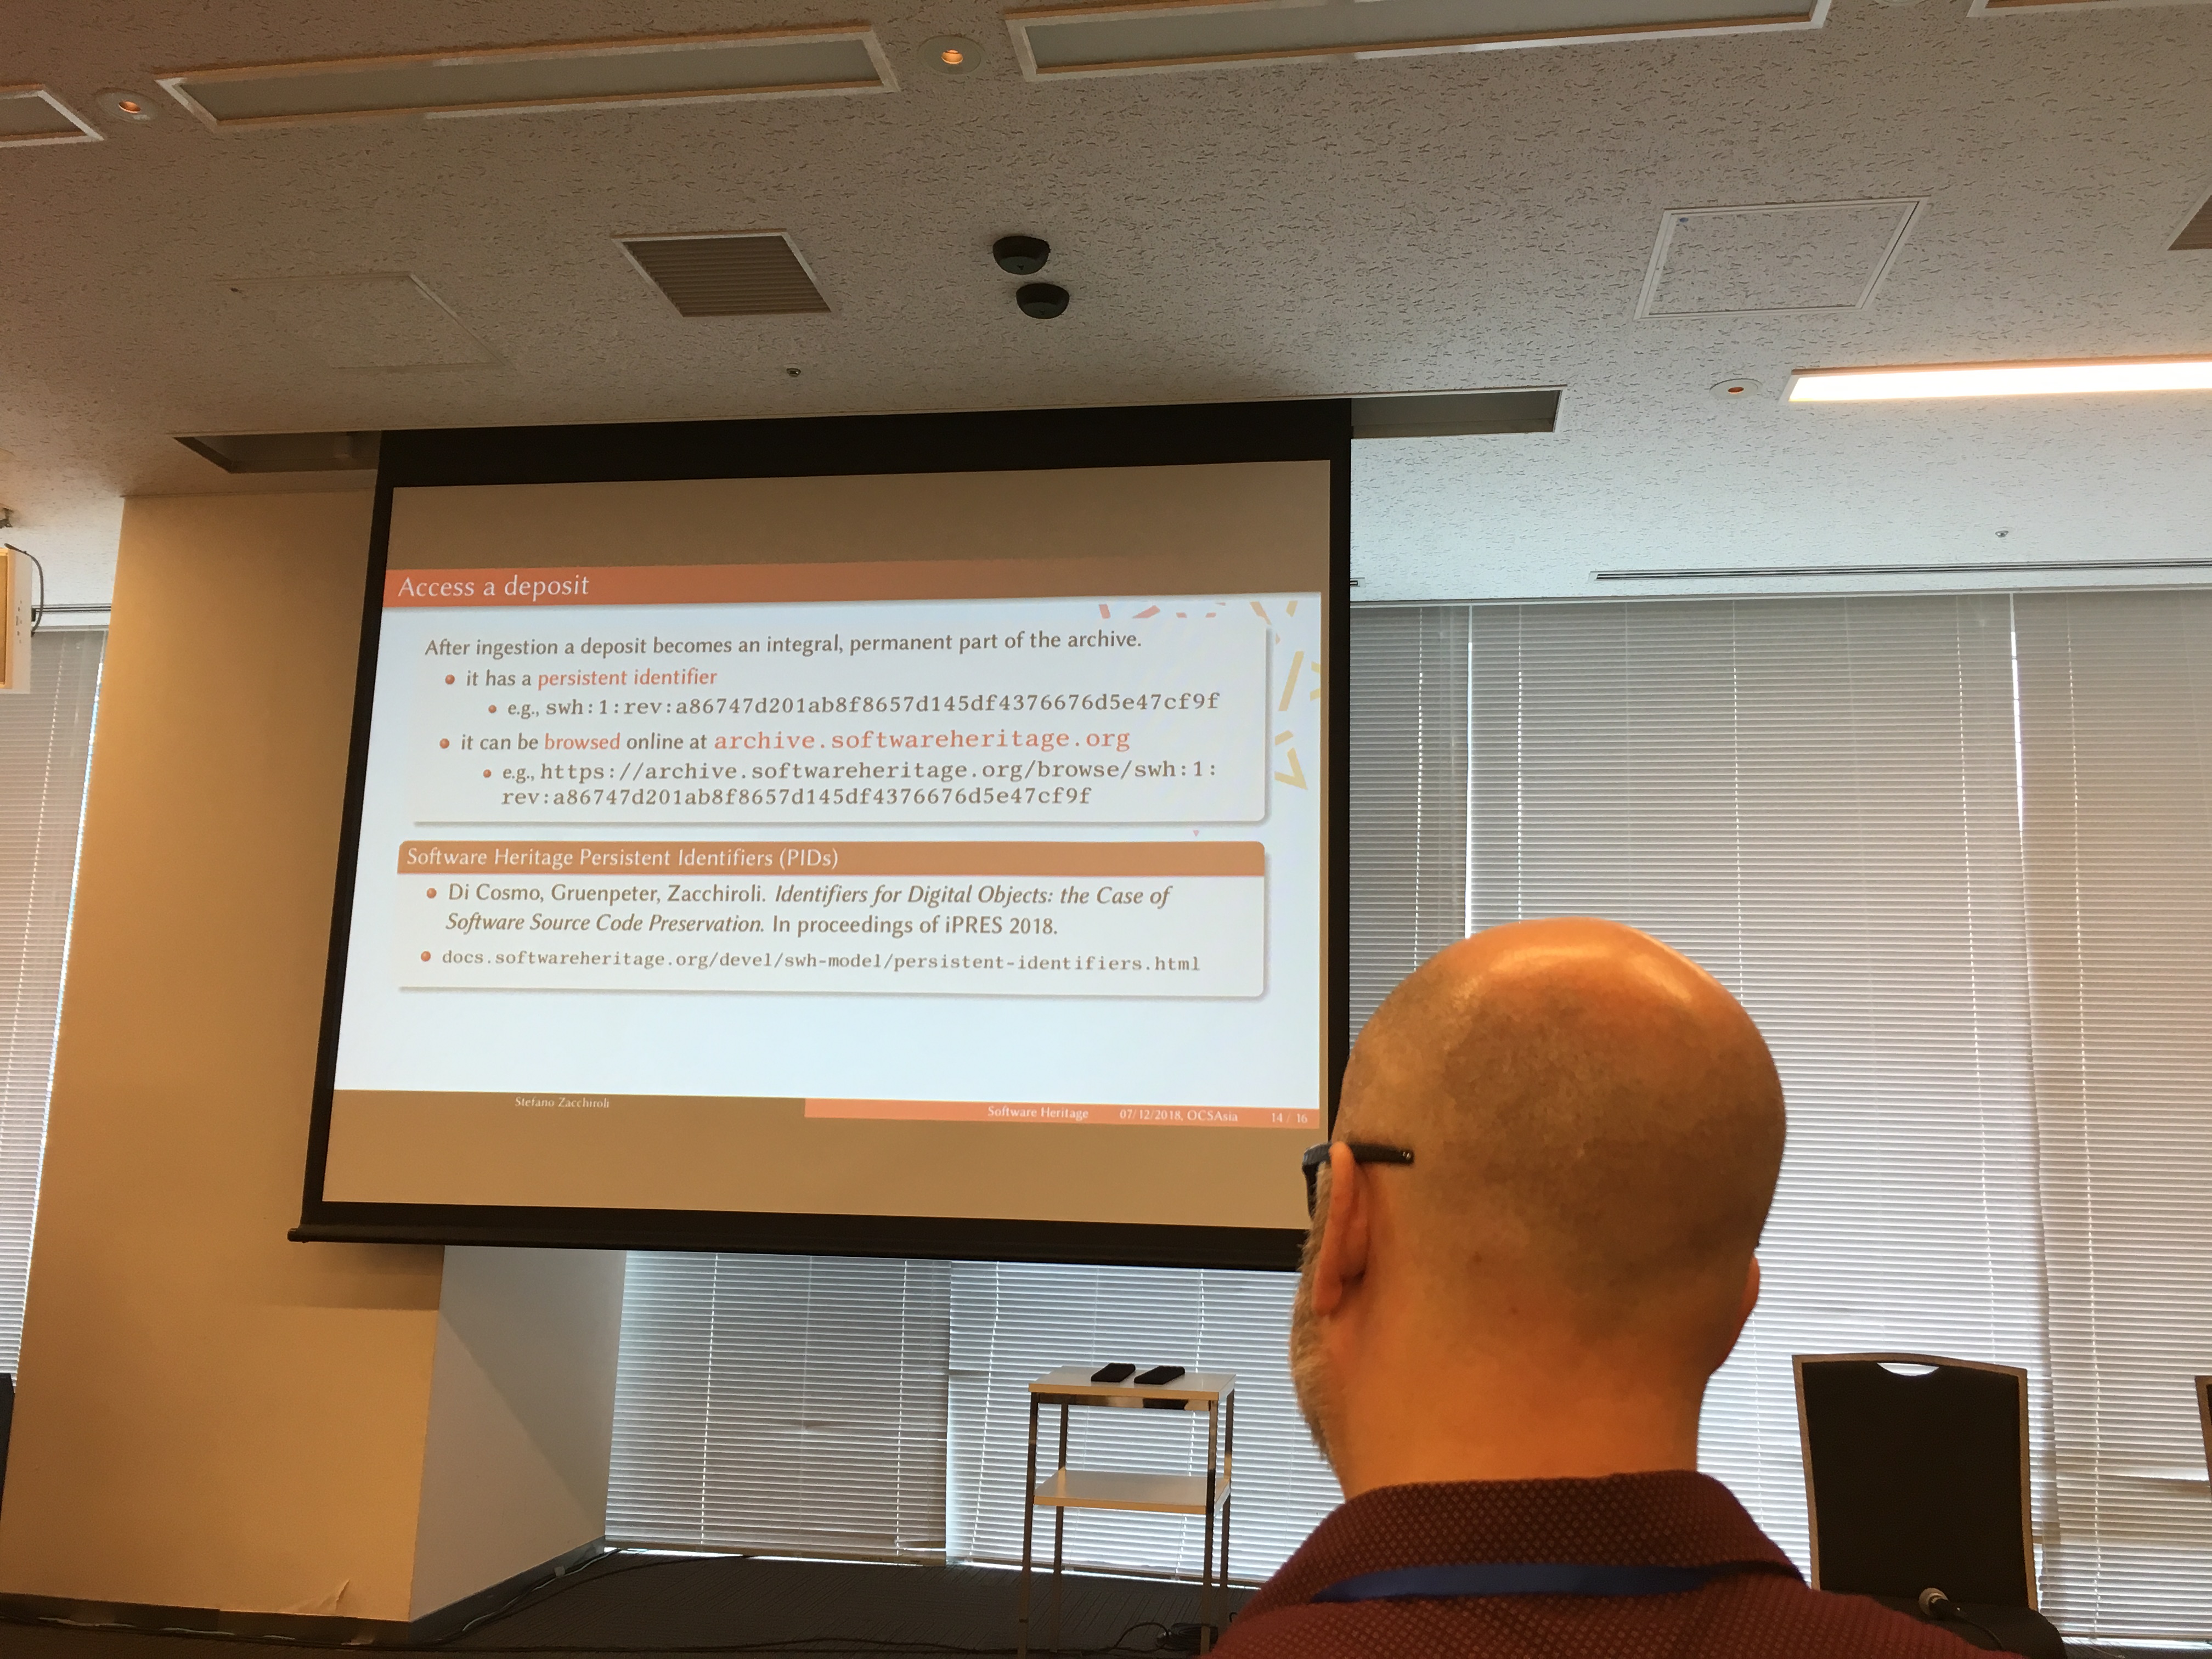 Access a deposit
After ingestion a deposit becomes an integral, permanent part of the archive.
it has a persistent identifier
e.g., swh:1:rev:a86747d201ab8f8657d145df4376676d5e47cf9f
it can be browsed online at archive.softwareheritage.org
e.g., https://archive.softwareheritage.org/browse/swh:1:
rev:a86747d201ab8f8657d145df4376676d5e47cf9f
Software Heritage Persistent Identifiers (PIDs)
Di Cosmo, Gruenpeter, Zacchiroli. Identifiers for Digital Objects: the Case of
Software Source Code Preservation. In proceedings of iPRES 2018.
docs.softwareheritage.org/devel/swh-model/persistent-identifiers.html
Stefano Zacchiroli Software Heritage 07/12/2018, OCSAsia 14 / 16